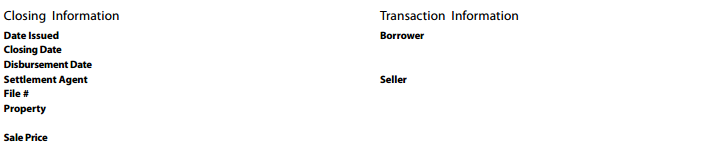 Closing Information
Date Issued
Closing Date
Disbursement Date
Settlement Agent
File #
Property
Sale Price
Transaction Information
Borrower
Seller